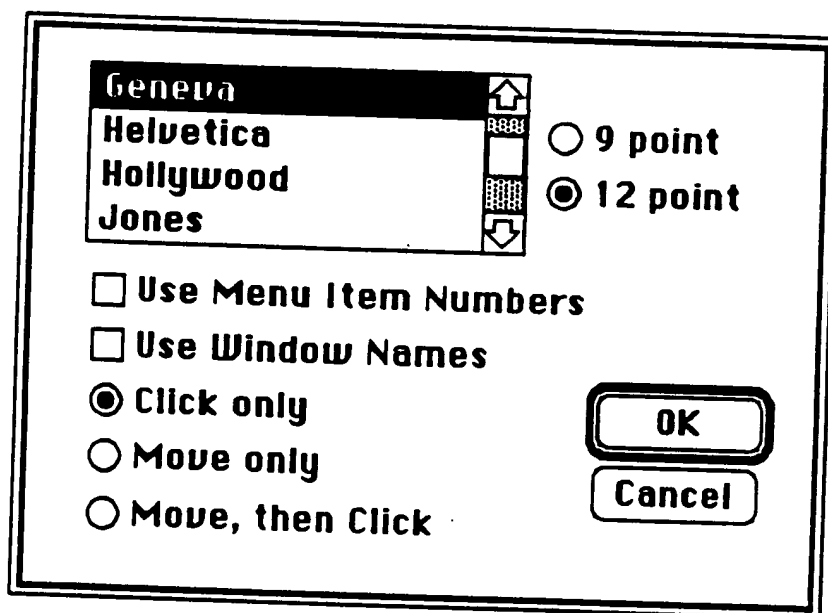 Geneva
Helvetica
Hollywood
Jones
9 point
12 point
Use Menu Item Numbers
Use Window Names
Click only
Move only
Move, then Click
OK
Cancel